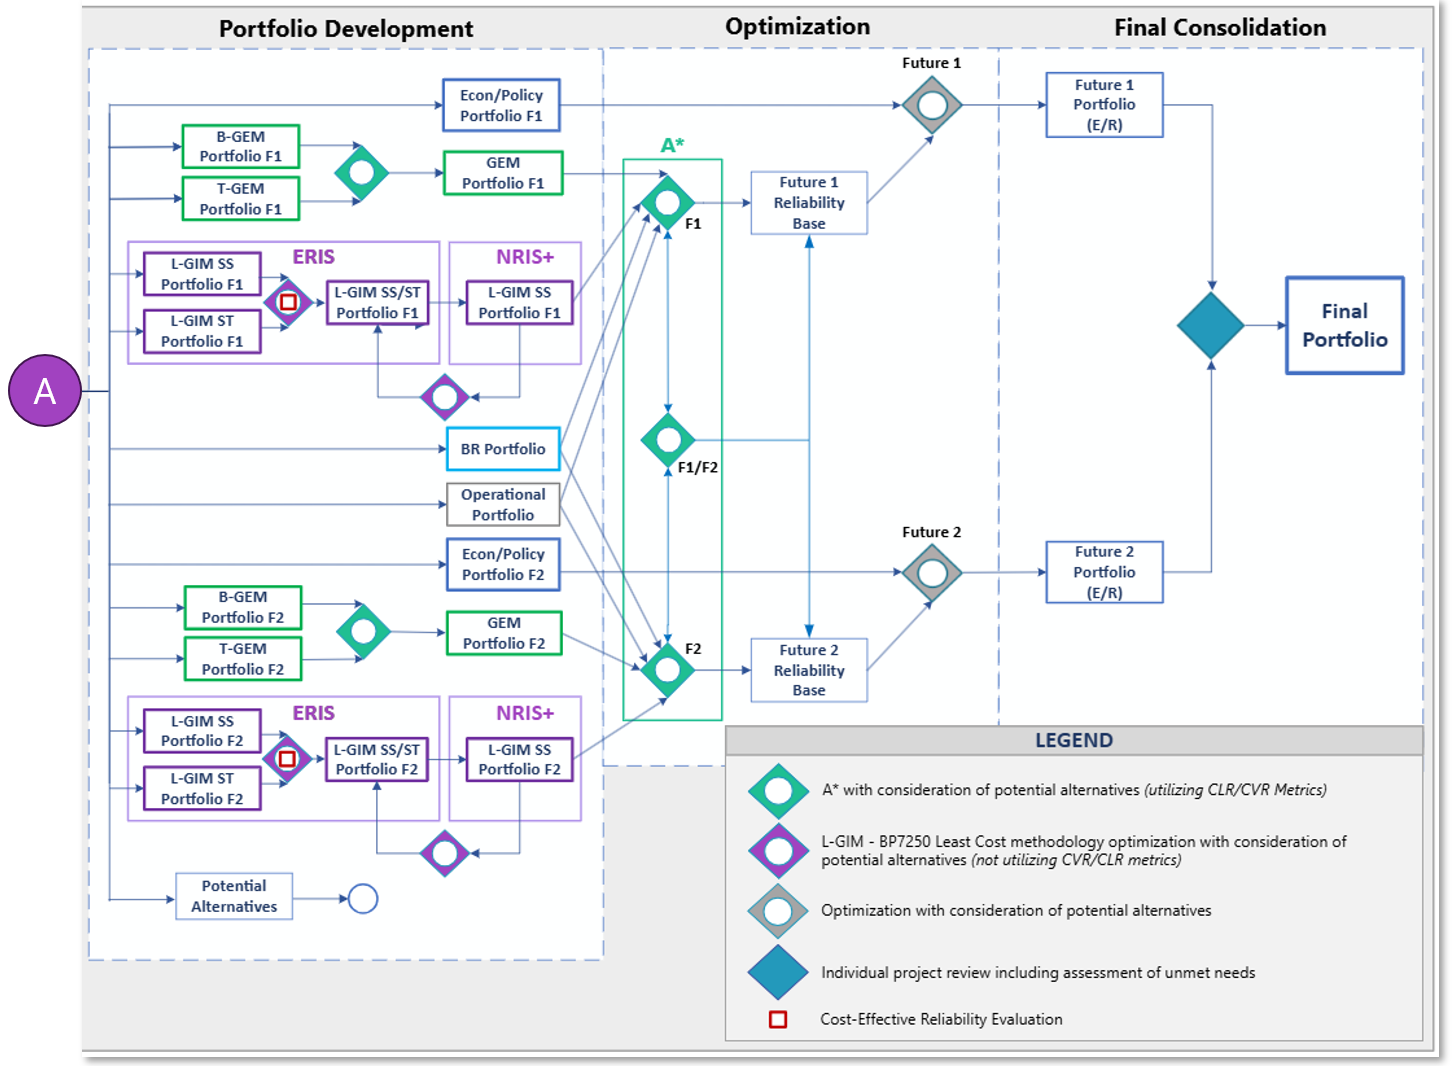 Portfolio Development
Optimization
Final Consolidation
A
Econ/Policy
Portfolio F1
B-GEM
Portfolio F1
T-GEM
Portfolio F1
GEM
Portfolio F1
ERIS
L-GIM SS
Portfolio F1
L-GIM ST
Portfolio F1
L-GIM SS/ST
Portfolio F1
NRIS+
L-GIM SS
Portfolio F1
BR Portfolio
Operational
Portfolio
Econ/Policy
Portfolio F2
B-GEM
Portfolio F2
T-GEM
Portfolio F2
GEM
Portfolio F2
ERIS
L-GIM SS
Portfolio F2
L-GIM ST
Portfolio F2
L-GIM SS/ST
Portfolio F2
NRIS+
L-GIM SS
Portfolio F2
Potential
Alternatives
A*
F1
F1/F2
F2
Future 1
Future 1
Reliability
Base
Future 2
Future 2
Reliability
Base
Future 1
Portfolio
(E/R)
Future 2
Portfolio
(E/R)
Final
Portfolio
LEGEND
A* with consideration of potential alternatives (utilizing CLR/CVR Metrics)
L-GIM - BP7250 Least Cost methodology optimization with consideration of
potential alternatives (not utilizing CVR/CLR metrics)
Optimization with consideration of potential alternatives
Individual project review including assessment of unmet needs
Cost-Effective Reliability Evaluation